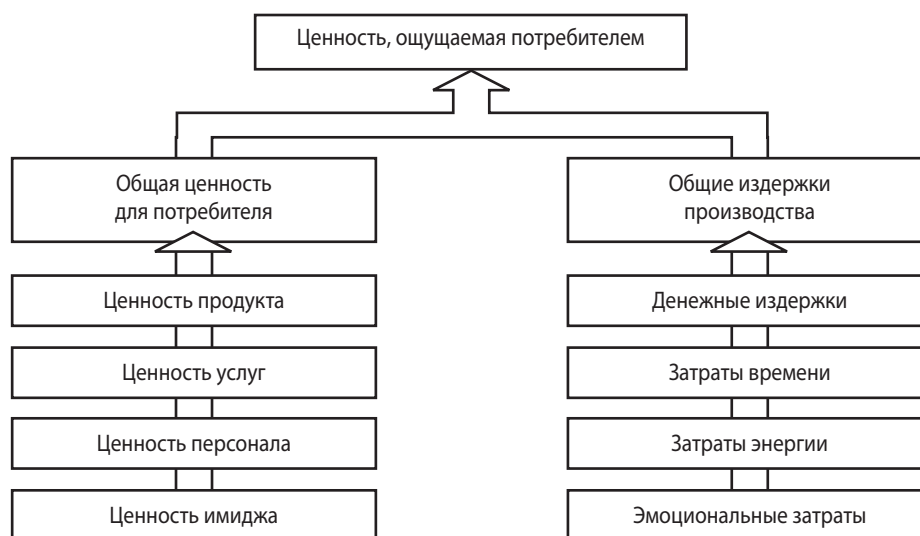 Ценность, ощущаемая потребителем
Общая ценность
для потребителя
Общие издержки
производства
Ценность продукта
Денежные издержки
Ценность услуг
Затраты времени
Ценность персонала
Затраты энергии
Ценность имиджа
Эмоциональные затраты